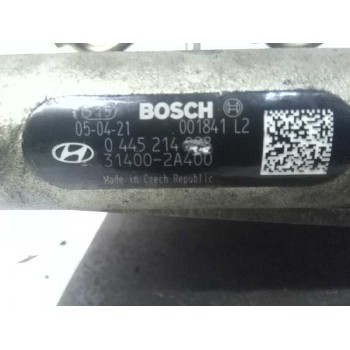 BOSCH
05-04-21 001841 L2
0 445 214
31400-2A400
Made in Czech Republic